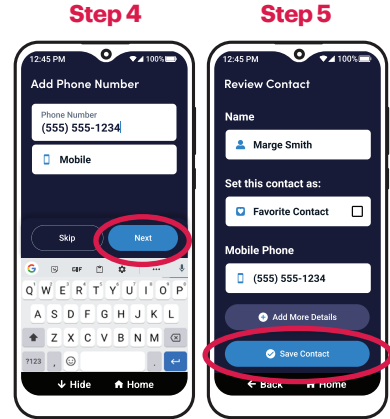 Step 4
12:45 PM
100%
Add Phone Number
Phone Number
(555) 555-1234
Mobile
Skip
Next
G
GIF
Q W E R T Y U I O P
A S D F G H J K L
Z X C V B N M
?123 , .
Hide
Home
Step 5
12:45 PM
100%
Review Contact
Name
Marge Smith
Set this contact as:
Favorite Contact
Mobile Phone
(555) 555-1234
Add More Details
Save Contact
Back
Home